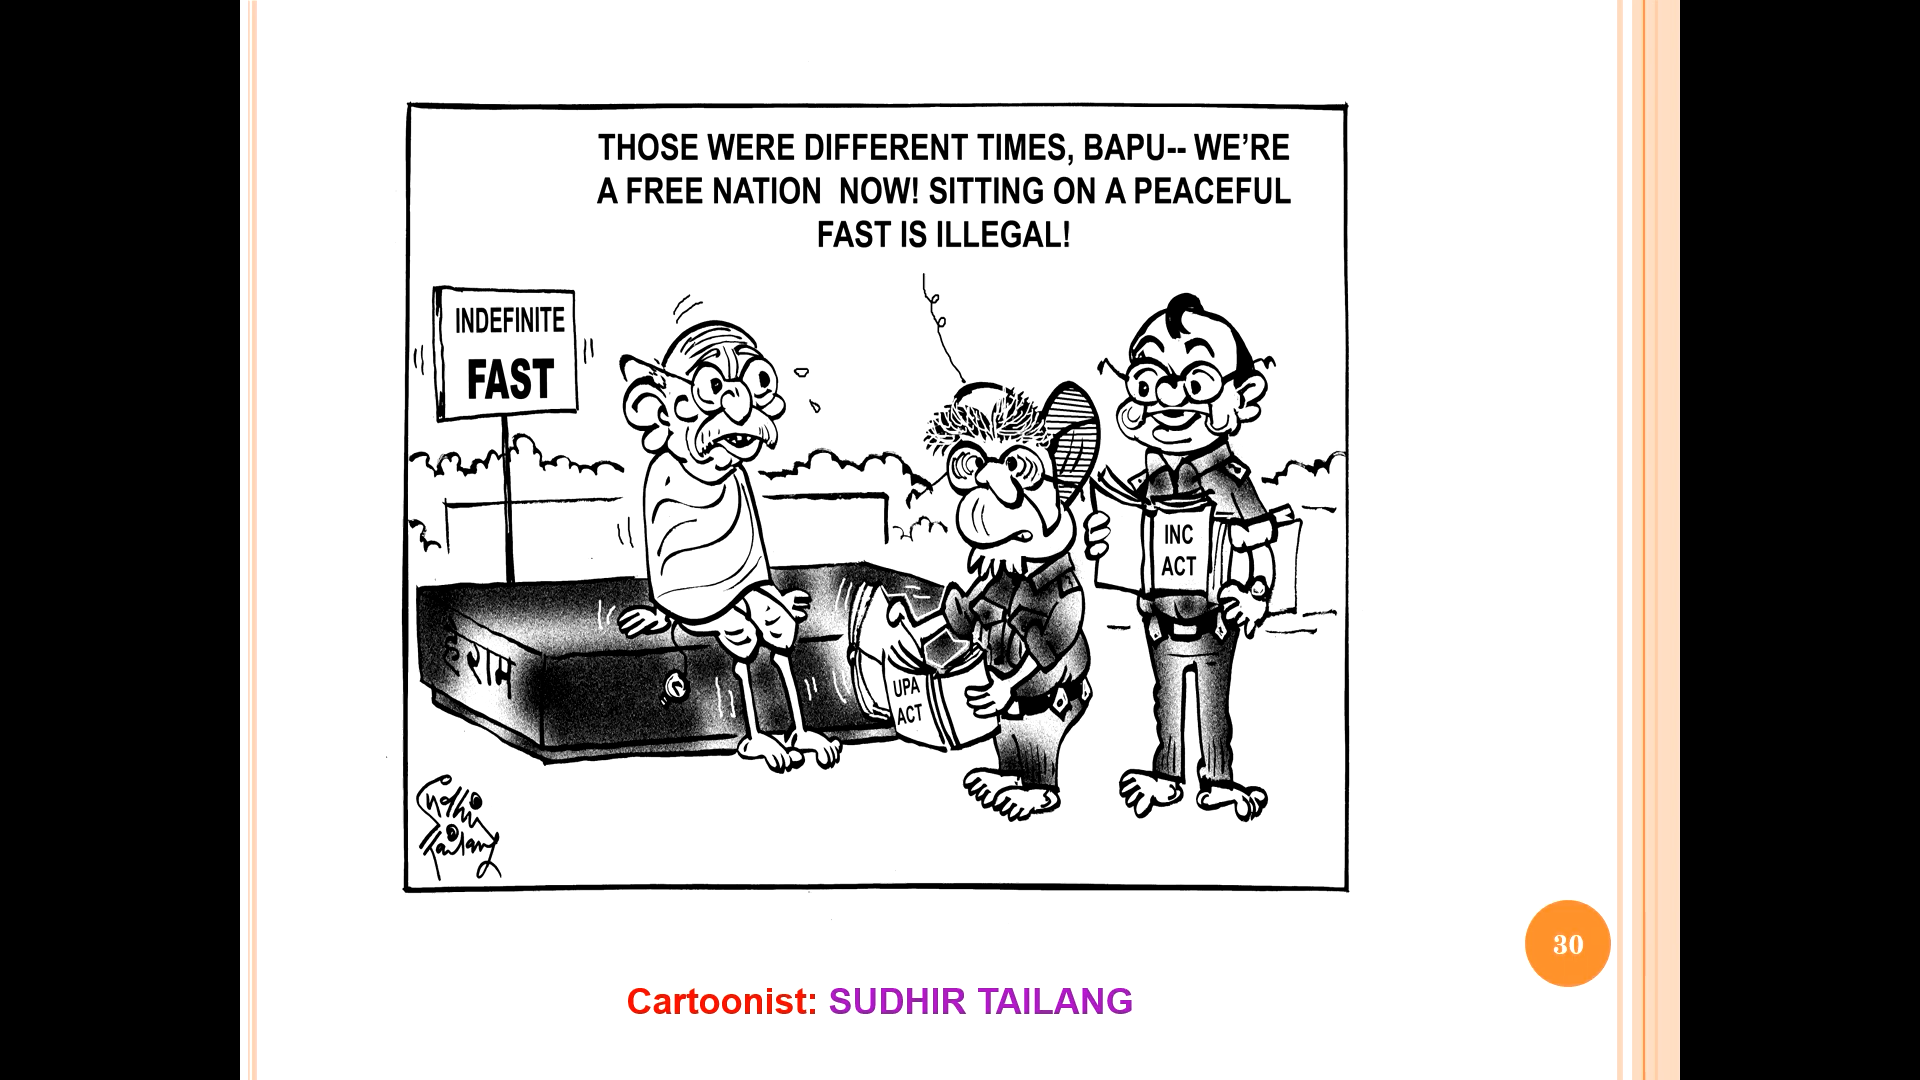 THOSE WERE DIFFERENT TIMES, BAPU-- WE’RE
A FREE NATION NOW! SITTING ON A PEACEFUL
FAST IS ILLEGAL!
INDEFINITE
FAST
INC
ACT
हे राम
UPA
ACT
Sudhir
Tailang
30
Cartoonist: SUDHIR TAILANG